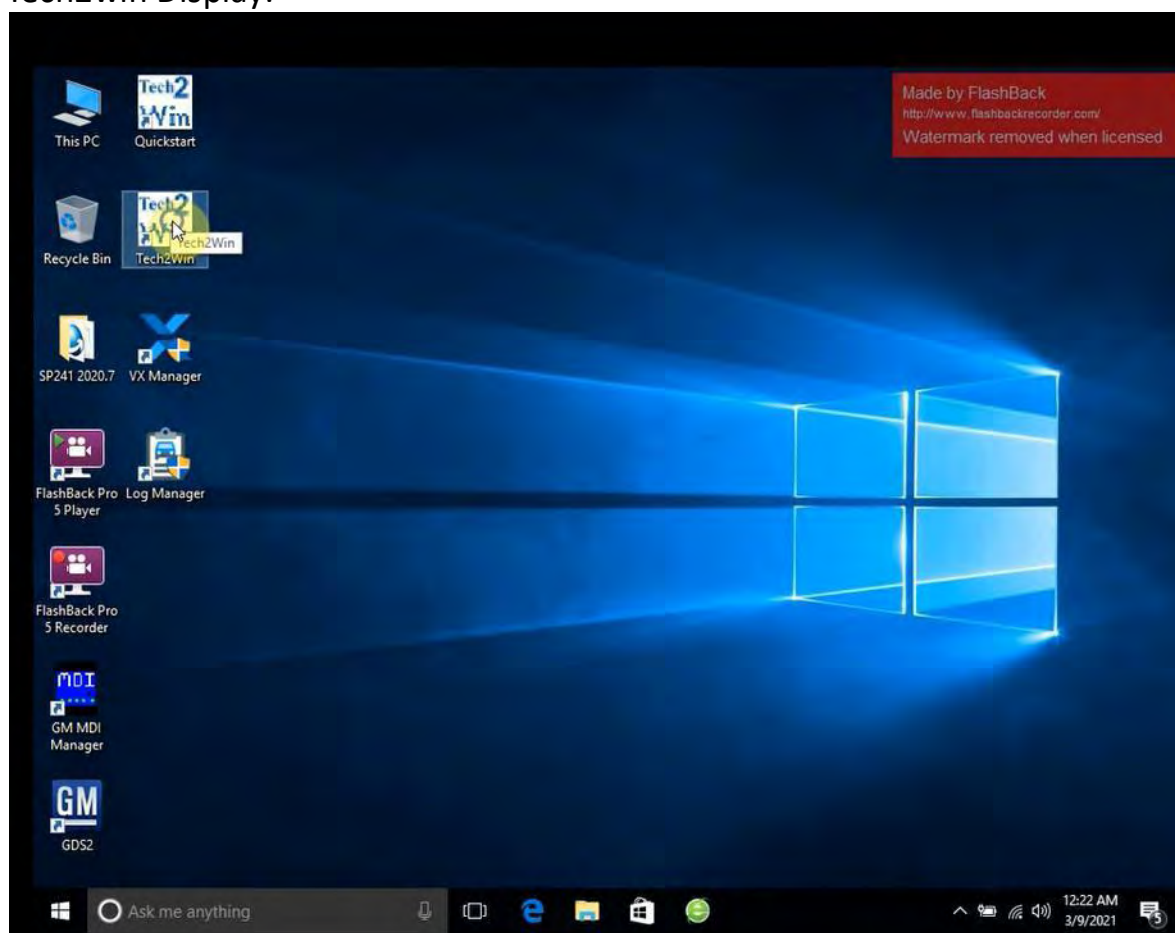 Tech2Win Display:
Made by FlashBack
http://www.flashbackrecorder.com/
Watermark removed when licensed
This PC
Tech2
Win
Quickstart
Recycle Bin
Tech2
Tech2Win
Tech2Win
SP241 2020.7
VX Manager
FlashBack Pro
5 Player
Log Manager
FlashBack Pro
5 Recorder
MDI
GM MDI
Manager
GM
GDS2
Ask me anything
12:22 AM
3/9/2021
5